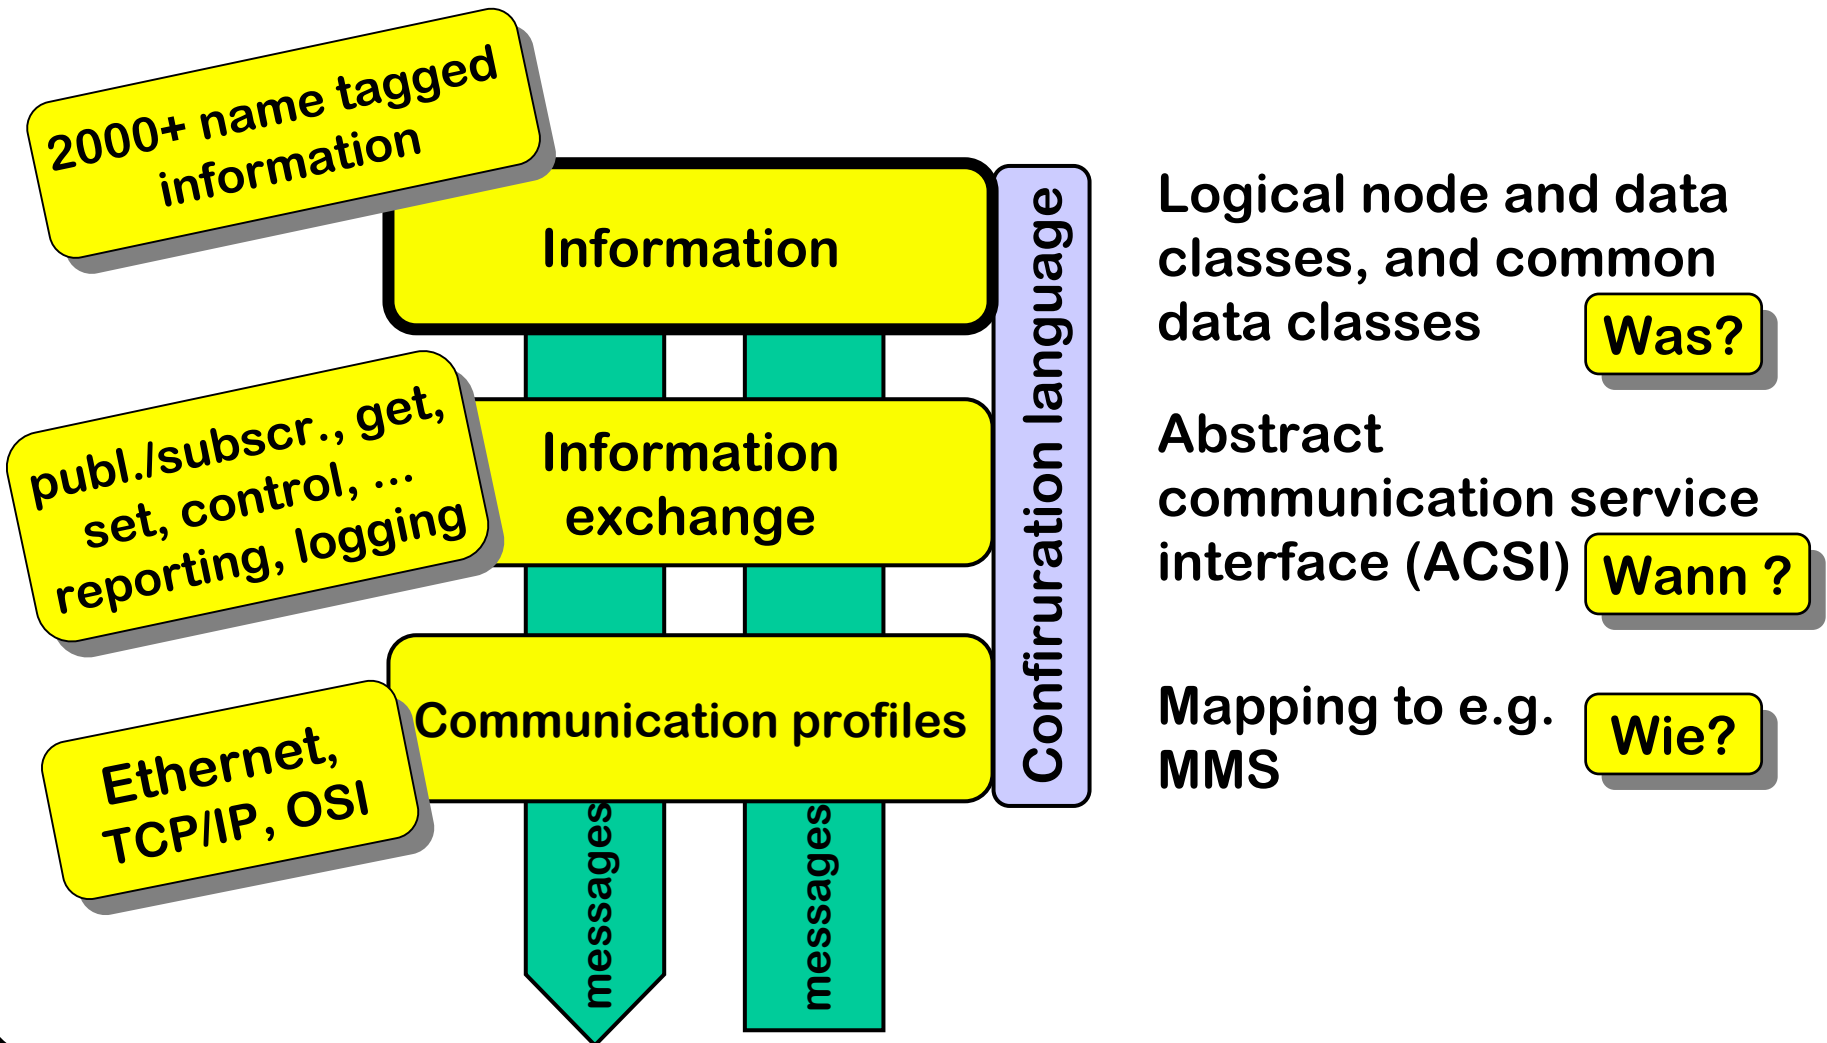 2000+ name tagged
information
Information
Logical node and data
classes, and common
data classes
Was?
publ./subscr., get,
set, control, ...
reporting, logging
Information
exchange
Confiruration language
Abstract
communication service
interface (ACSI)
Wann ?
Ethernet,
TCP/IP, OSI
Communication profiles
Mapping to e.g.
MMS
Wie?
messages
messages